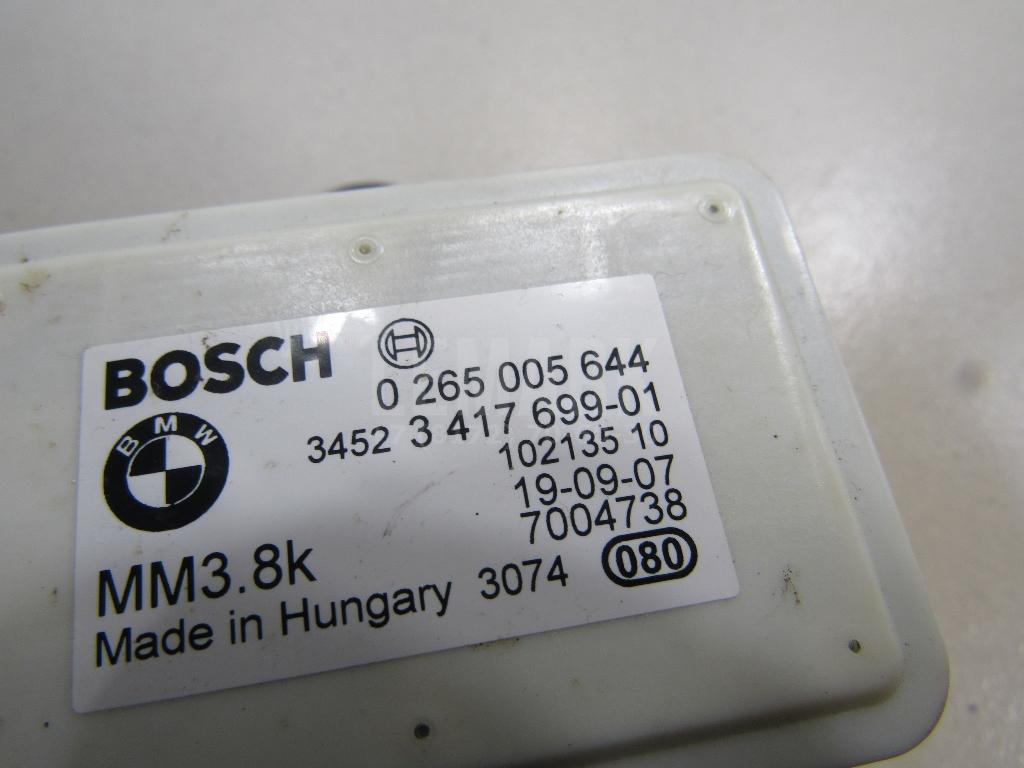 BOSCH
0 265 005 644
BMW
3452 3 417 699-01
102135 10
19-09-07
7004738
MM3.8k
Made in Hungary 3074 080